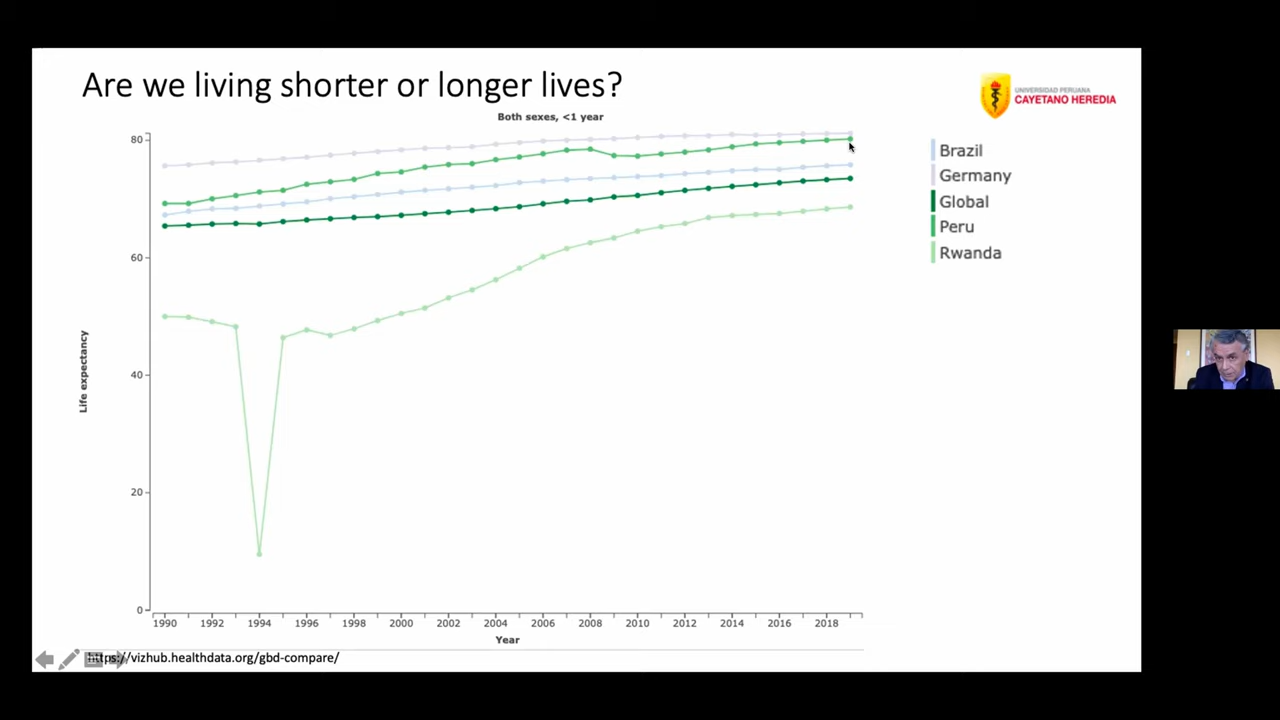 Are we living shorter or longer lives?
UNIVERSIDAD PERUANA
CAYETANO HEREDIA
Both sexes, <1 year
80
60
40
20
0
Life expectancy
1990 1992 1994 1996 1998 2000 2002 2004 2006 2008 2010 2012 2014 2016 2018
Year
Brazil
Germany
Global
Peru
Rwanda
https://vizhub.healthdata.org/gbd-compare/